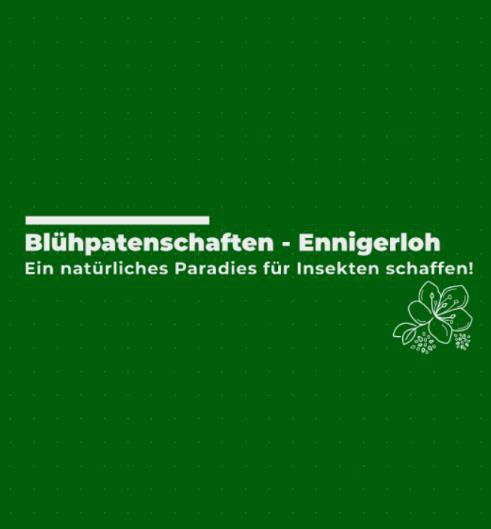 Blühpatenschaften - Ennigerloh
Ein natürliches Paradies für Insekten schaffen!